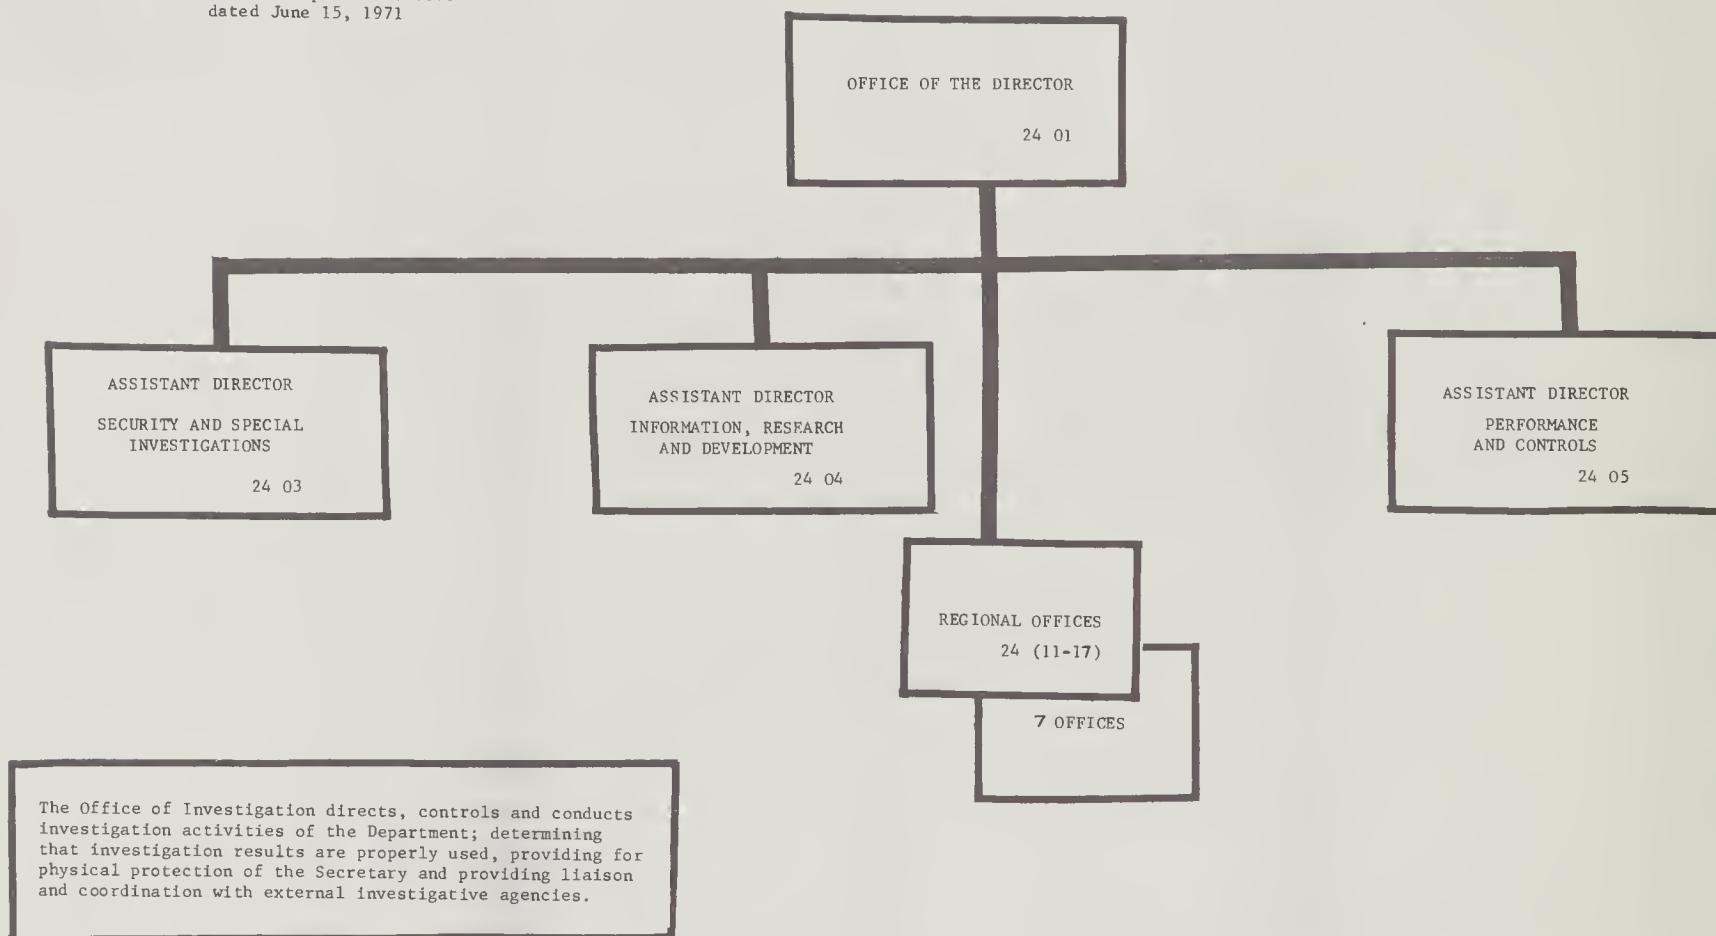 dated June 15, 1971
OFFICE OF THE DIRECTOR
24 01
ASSISTANT DIRECTOR
SECURITY AND SPECIAL
INVESTIGATIONS
24 03
ASSISTANT DIRECTOR
INFORMATION, RESEARCH
AND DEVELOPMENT
24 04
ASSISTANT DIRECTOR
PERFORMANCE
AND CONTROLS
24 05
REGIONAL OFFICES
24 (11-17)
7 OFFICES
The Office of Investigation directs, controls and conducts
investigation activities of the Department; determining
that investigation results are properly used, providing for
physical protection of the Secretary and providing liaison
and coordination with external investigative agencies.